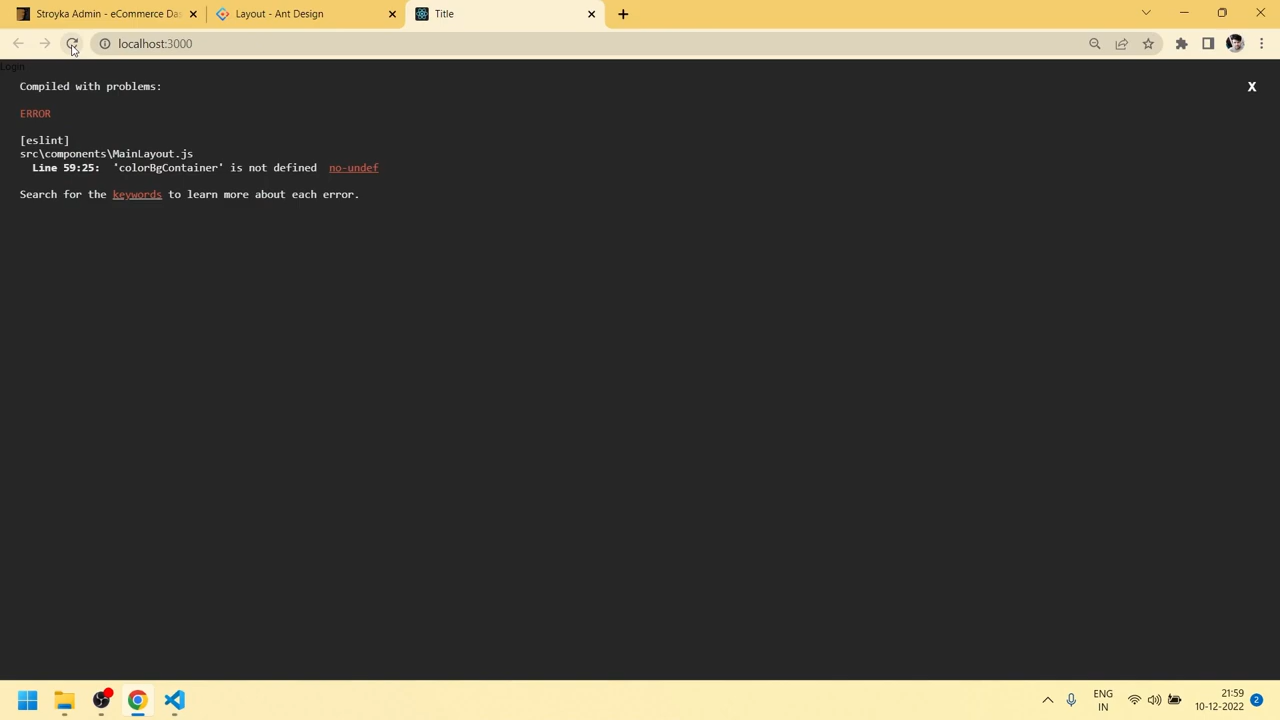 Stroyka Admin - eCommerce Da
Layout - Ant Design
Title
localhost:3000
Login
Compiled with problems:
X
ERROR
[eslint]
src\components\MainLayout.js
Line 59:25: 'colorBgContainer' is not defined no-undef
Search for the keywords to learn more about each error.
ENG
IN
21:59
10-12-2022
2